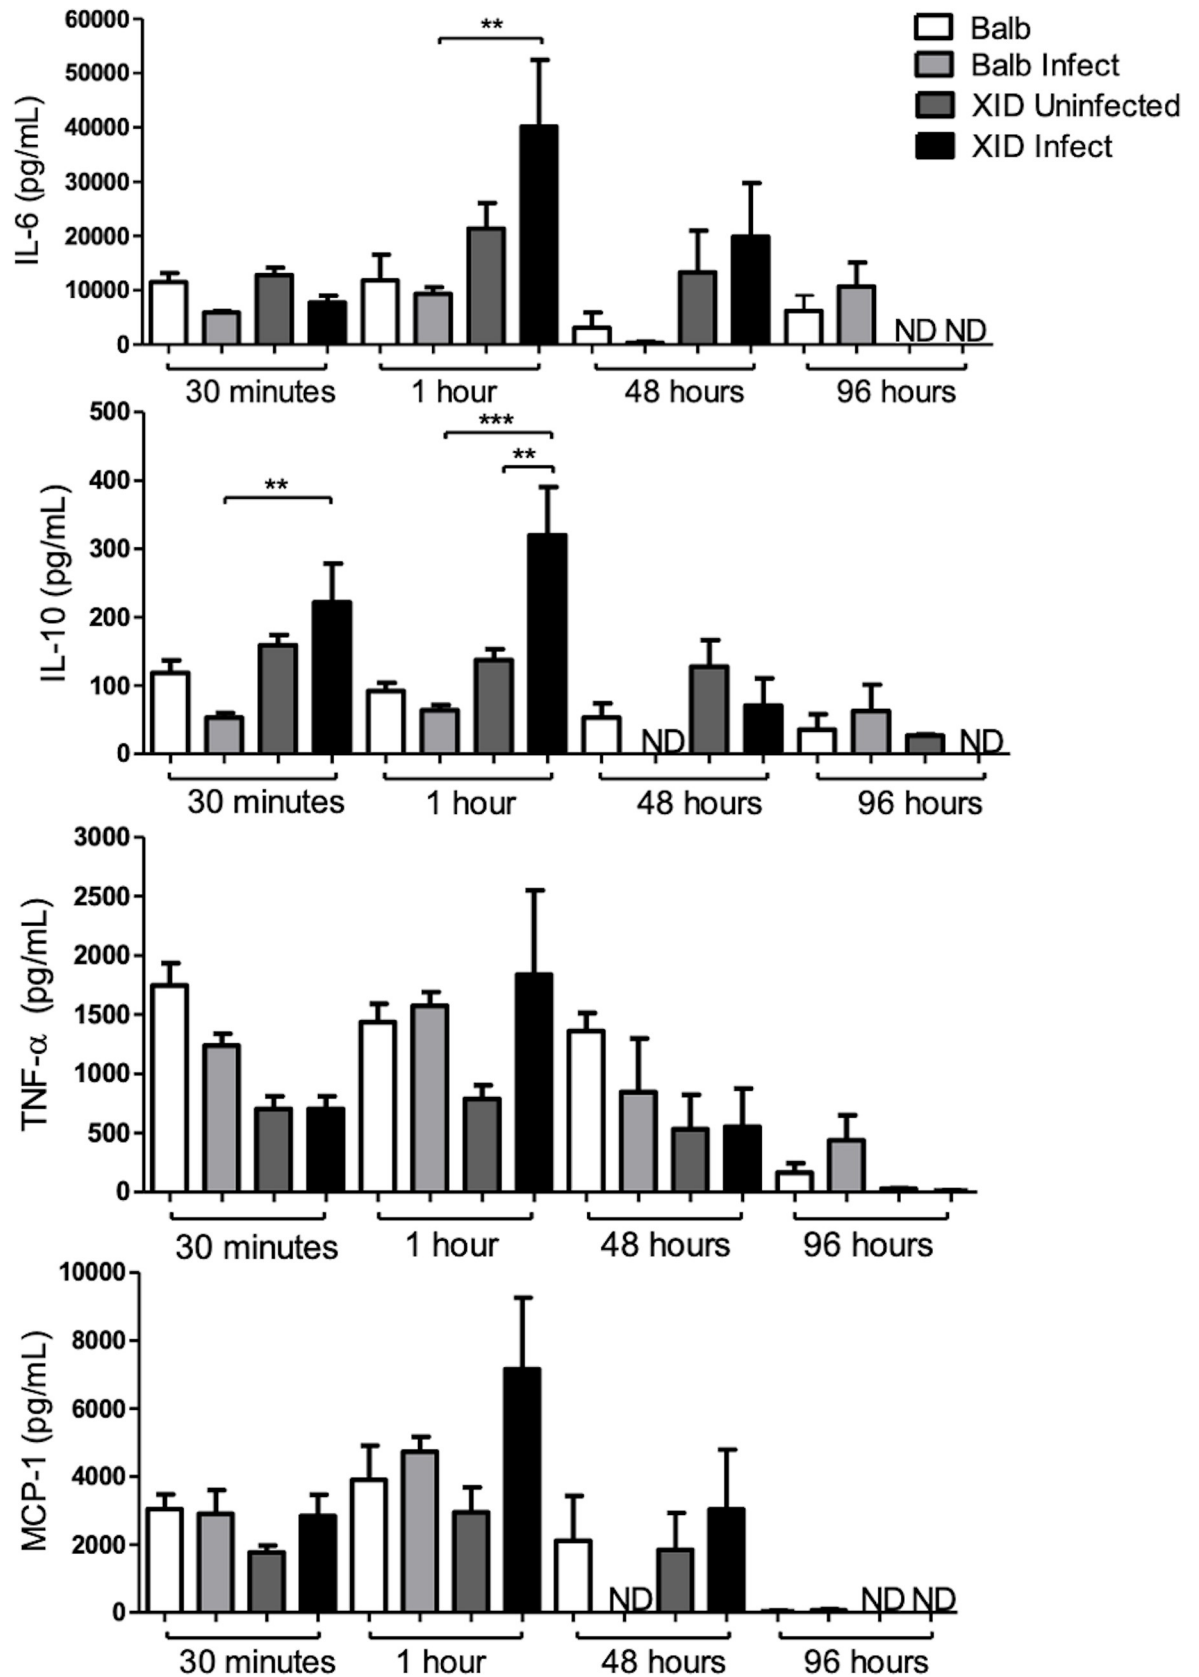 60000
50000
40000
30000
20000
10000
0
IL-6 (pg/mL)
**
Balb
Balb Infect
XID Uninfected
XID Infect
ND ND
30 minutes 1 hour 48 hours 96 hours
500
400
300
200
100
0
IL-10 (pg/mL)
**
***
**
ND ND
30 minutes 1 hour 48 hours 96 hours
3000
2500
2000
1500
1000
500
0
TNF-α (pg/mL)
30 minutes 1 hour 48 hours 96 hours
10000
8000
6000
4000
2000
0
MCP-1 (pg/mL)
ND ND ND
30 minutes 1 hour 48 hours 96 hours